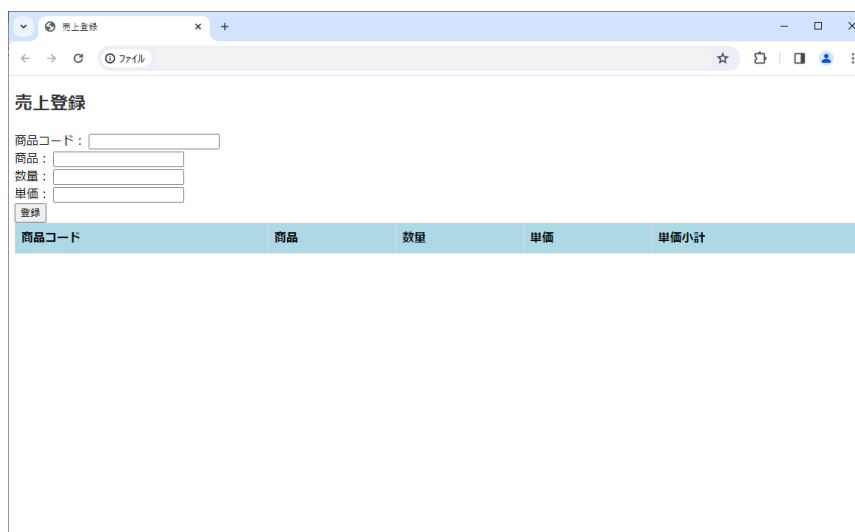 売上登録
ファイル
売上登録
商品コード：
商品：
数量：
単価：
登録
商品コード 商品 数量 単価 単価小計